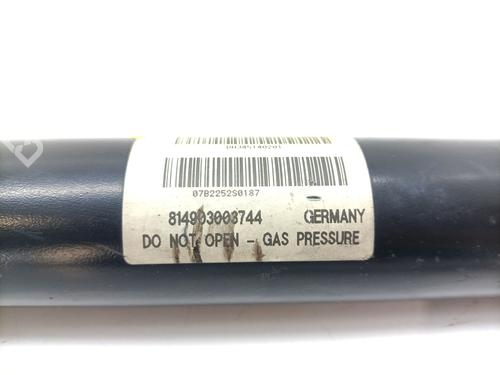 07B2252S0187
814903003744 GERMANY
DO NOT OPEN - GAS PRESSURE